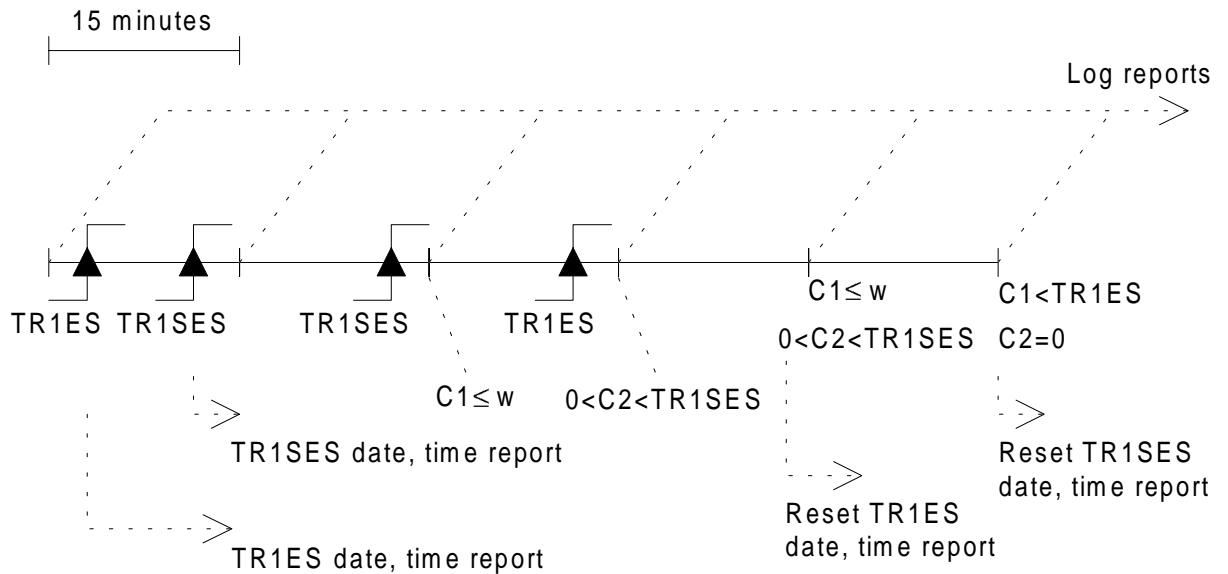 15 minutes
Log reports
TR1ES TR1SES TR1SES TR1ES
C1≤ w
C1<TR1ES
0<C2<TR1SES
C2=0
C1≤ w
0<C2<TR1SES
TR1SES date, time report
Reset TR1SES
date, time report
Reset TR1ES
date, time report
TR1ES date, time report